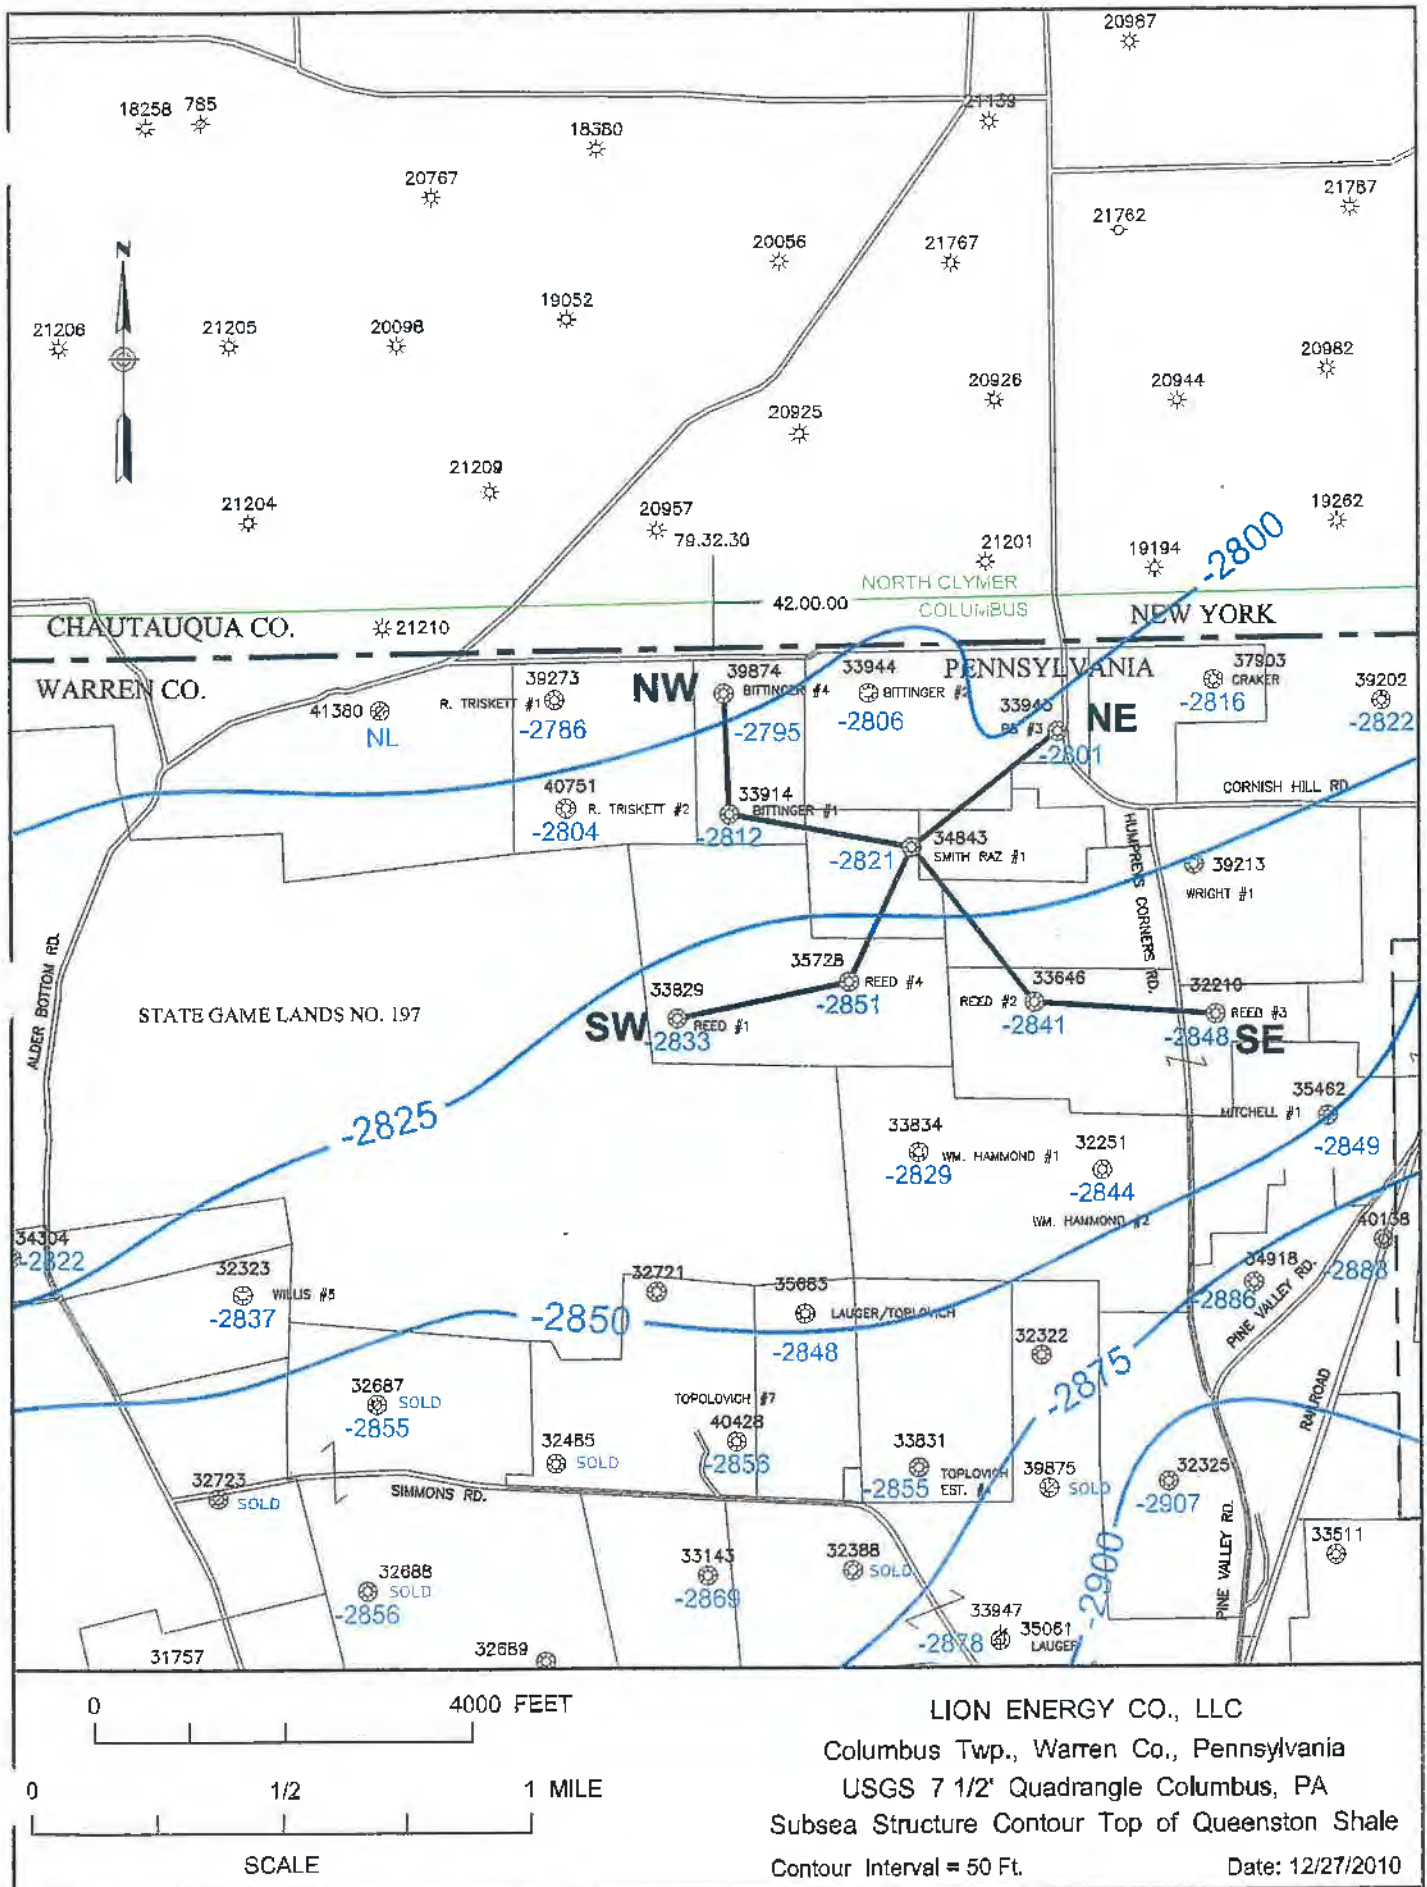 20987
18258 785
21139
18380
20767
21787
21762
20056
21767
N
19052
21206
21205
20098
20982
20926
20944
20925
21209
21204
20957
19262
79.32.30
21201
19194
-2800
NORTH CLYMER
42.00.00
COLUMBUS
NEW YORK
CHAUTAUQUA CO.
21210
PENNSYLVANIA
WARREN CO.
39273
R. TRISKETT #1
-2786
NW
39874
BITTINGER #4
-2795
33944
BITTINGER #2
-2806
33945
#3
-2801
NE
37903
CRAKER
-2816
39202
-2822
41380
NL
40751
R. TRISKETT #2
-2804
33914
BITTINGER #1
-2812
CORNISH HILL RD.
34843
-2821
SMITH RAZ #1
HUMPREYS CORNERS RD.
39213
WRIGHT #1
ALDER BOTTOM RD.
STATE GAME LANDS NO. 197
35728
REED #4
-2851
33829
SW
REED #1
-2833
33646
REED #2
-2841
32210
REED #3
-2848
SE
-2825
35462
MITCHELL #1
-2849
33834
WM. HAMMOND #1
-2829
32251
-2844
WM. HAMMOND #2
34304
-2822
40138
-2888
32323
WILLIS #5
-2837
32721
35683
LAUGER/TOPLOVICH
-2848
34918
-2886
PINE VALLEY RD.
-2850
32322
-2875
RAILROAD
32687
SOLD
-2855
TOPOLOVICH #7
40428
-2856
32485
SOLD
33831
-2855
TOPLOVICH
EST.
39875
SOLD
32325
-2907
32723
SOLD
SIMMONS RD.
PINE VALLEY RD.
33511
-2900
32688
SOLD
-2856
33143
-2869
32388
SOLD
33947
-2878
35061
LAUGER
31757
32689
0 4000 FEET
0 1/2 1 MILE
SCALE
LION ENERGY CO., LLC
Columbus Twp., Warren Co., Pennsylvania
USGS 7 1/2' Quadrangle Columbus, PA
Subsea Structure Contour Top of Queenston Shale
Contour Interval = 50 Ft. Date: 12/27/2010